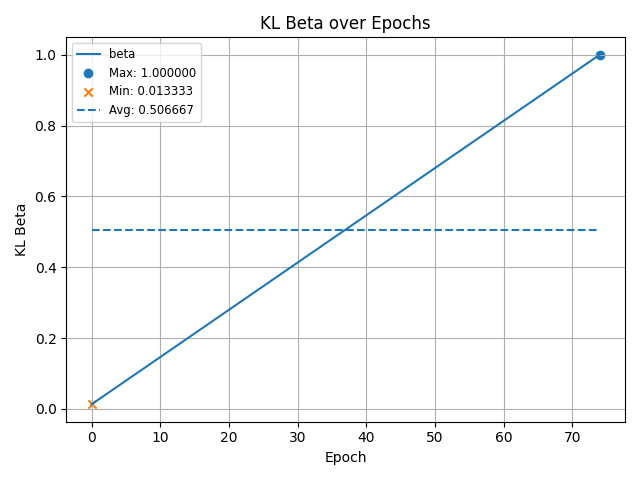 KL Beta over Epochs
beta
Max: 1.000000
Min: 0.013333
Avg: 0.506667
KL Beta
1.0
0.8
0.6
0.4
0.2
0.0
0 10 20 30 40 50 60 70
Epoch